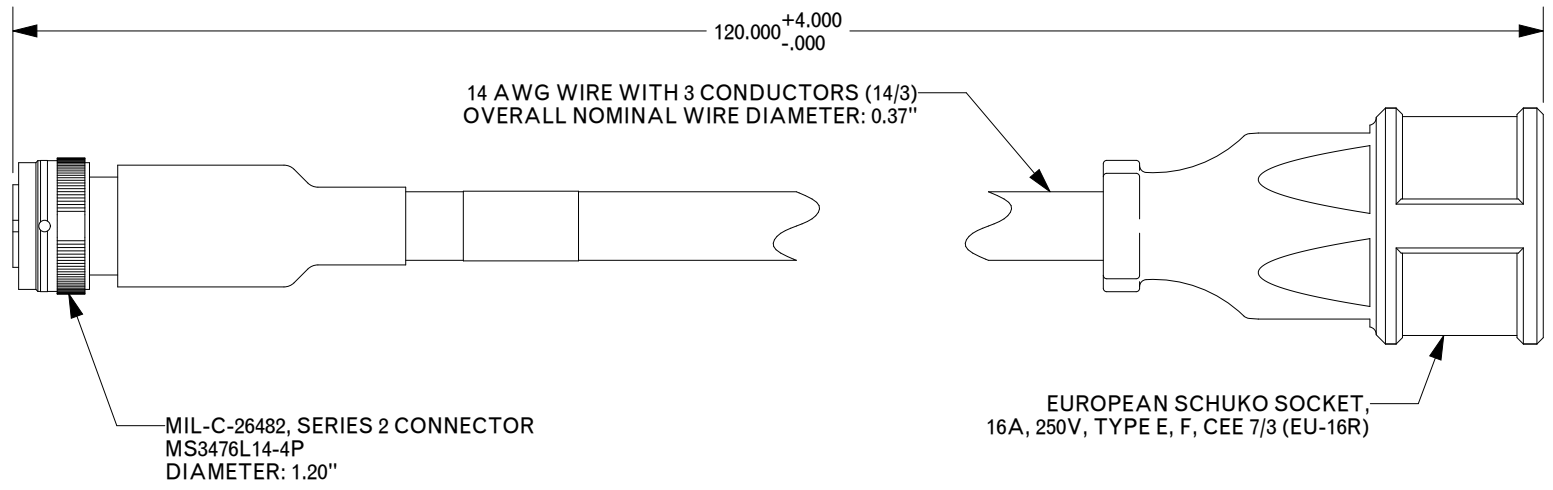 120.000 +4.000
-.000
14 AWG WIRE WITH 3 CONDUCTORS (14/3)
OVERALL NOMINAL WIRE DIAMETER: 0.37"
MIL-C-26482, SERIES 2 CONNECTOR
MS3476L14-4P
DIAMETER: 1.20"
EUROPEAN SCHUKO SOCKET,
16A, 250V, TYPE E, F, CEE 7/3 (EU-16R)